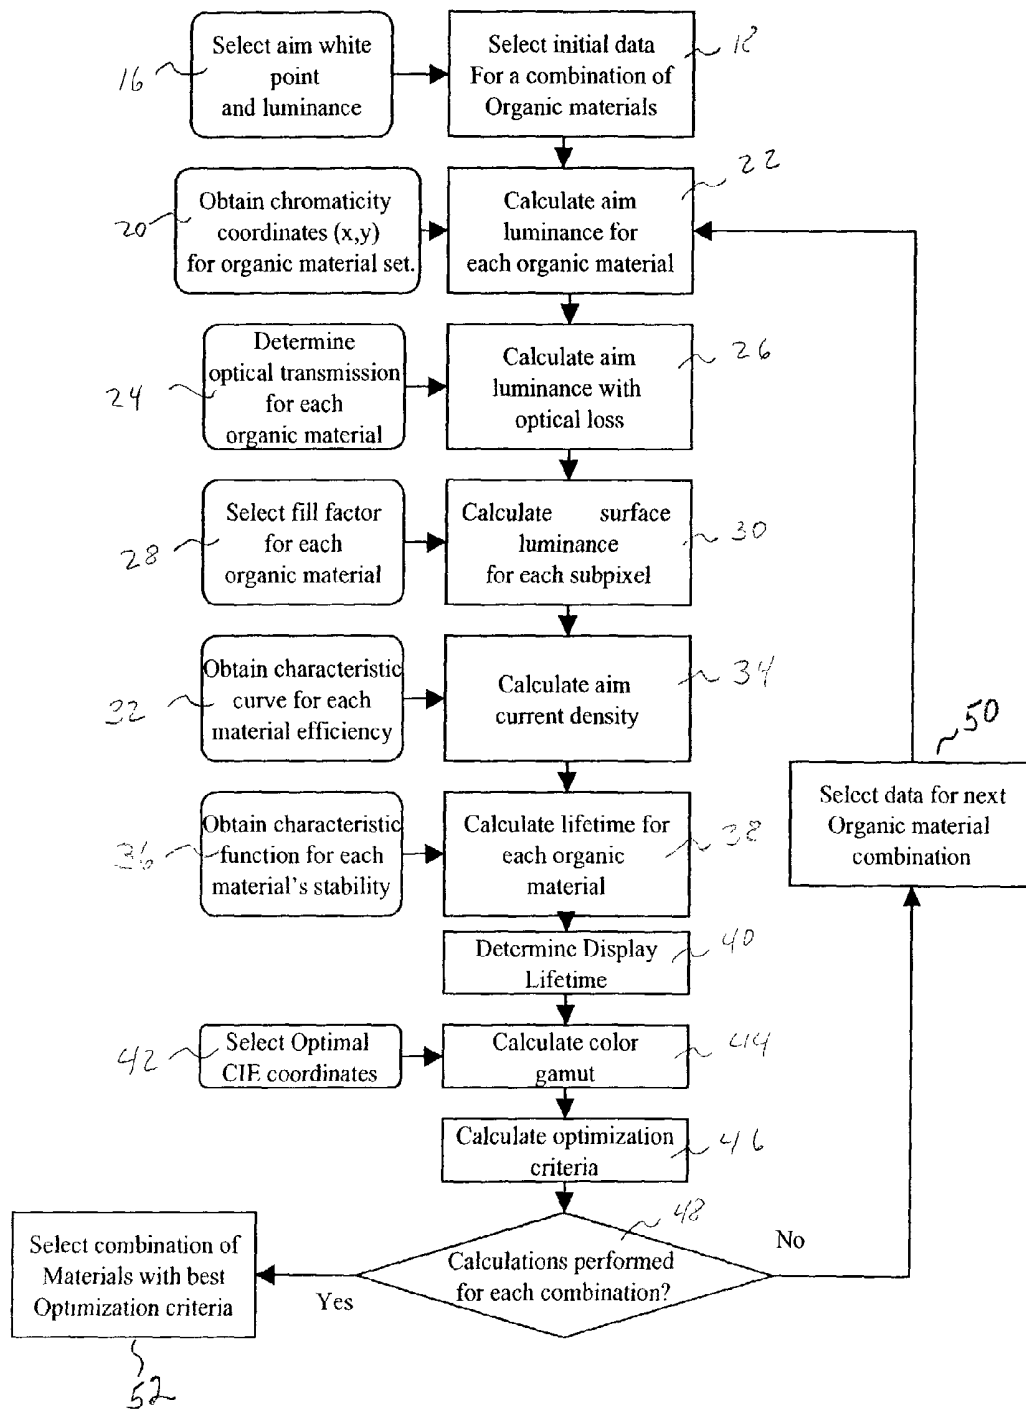 Select aim white
point
and luminance
16
Select initial data
For a combination of
Organic materials
18
Obtain chromaticity
coordinates (x,y)
for organic material set.
20
Calculate aim
luminance for
each organic material
22
Determine
optical transmission
for each
organic material
24
Calculate aim
luminance with
optical loss
26
Select fill factor
for each
organic material
28
Calculate surface
luminance
for each subpixel
30
Obtain characteristic
curve for each
material efficiency
32
Calculate aim
current density
34
Obtain characteristic
function for each
material's stability
36
Calculate lifetime for
each organic
material
38
Determine Display
Lifetime
40
Select Optimal
CIE coordinates
42
Calculate color
gamut
44
Calculate optimization
criteria
46
Calculations performed
for each combination?
48
No
Yes
50
Select data for next
Organic material
combination
Select combination of
Materials with best
Optimization criteria
52